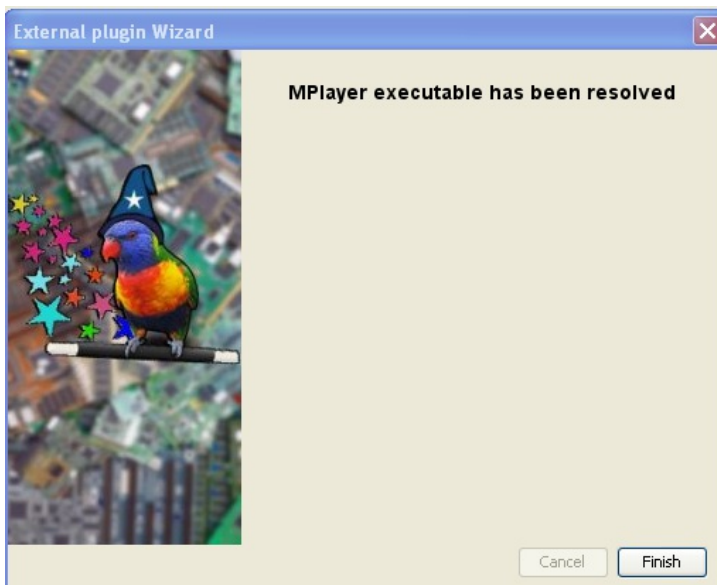 External plugin Wizard
MPlayer executable has been resolved
Cancel
Finish